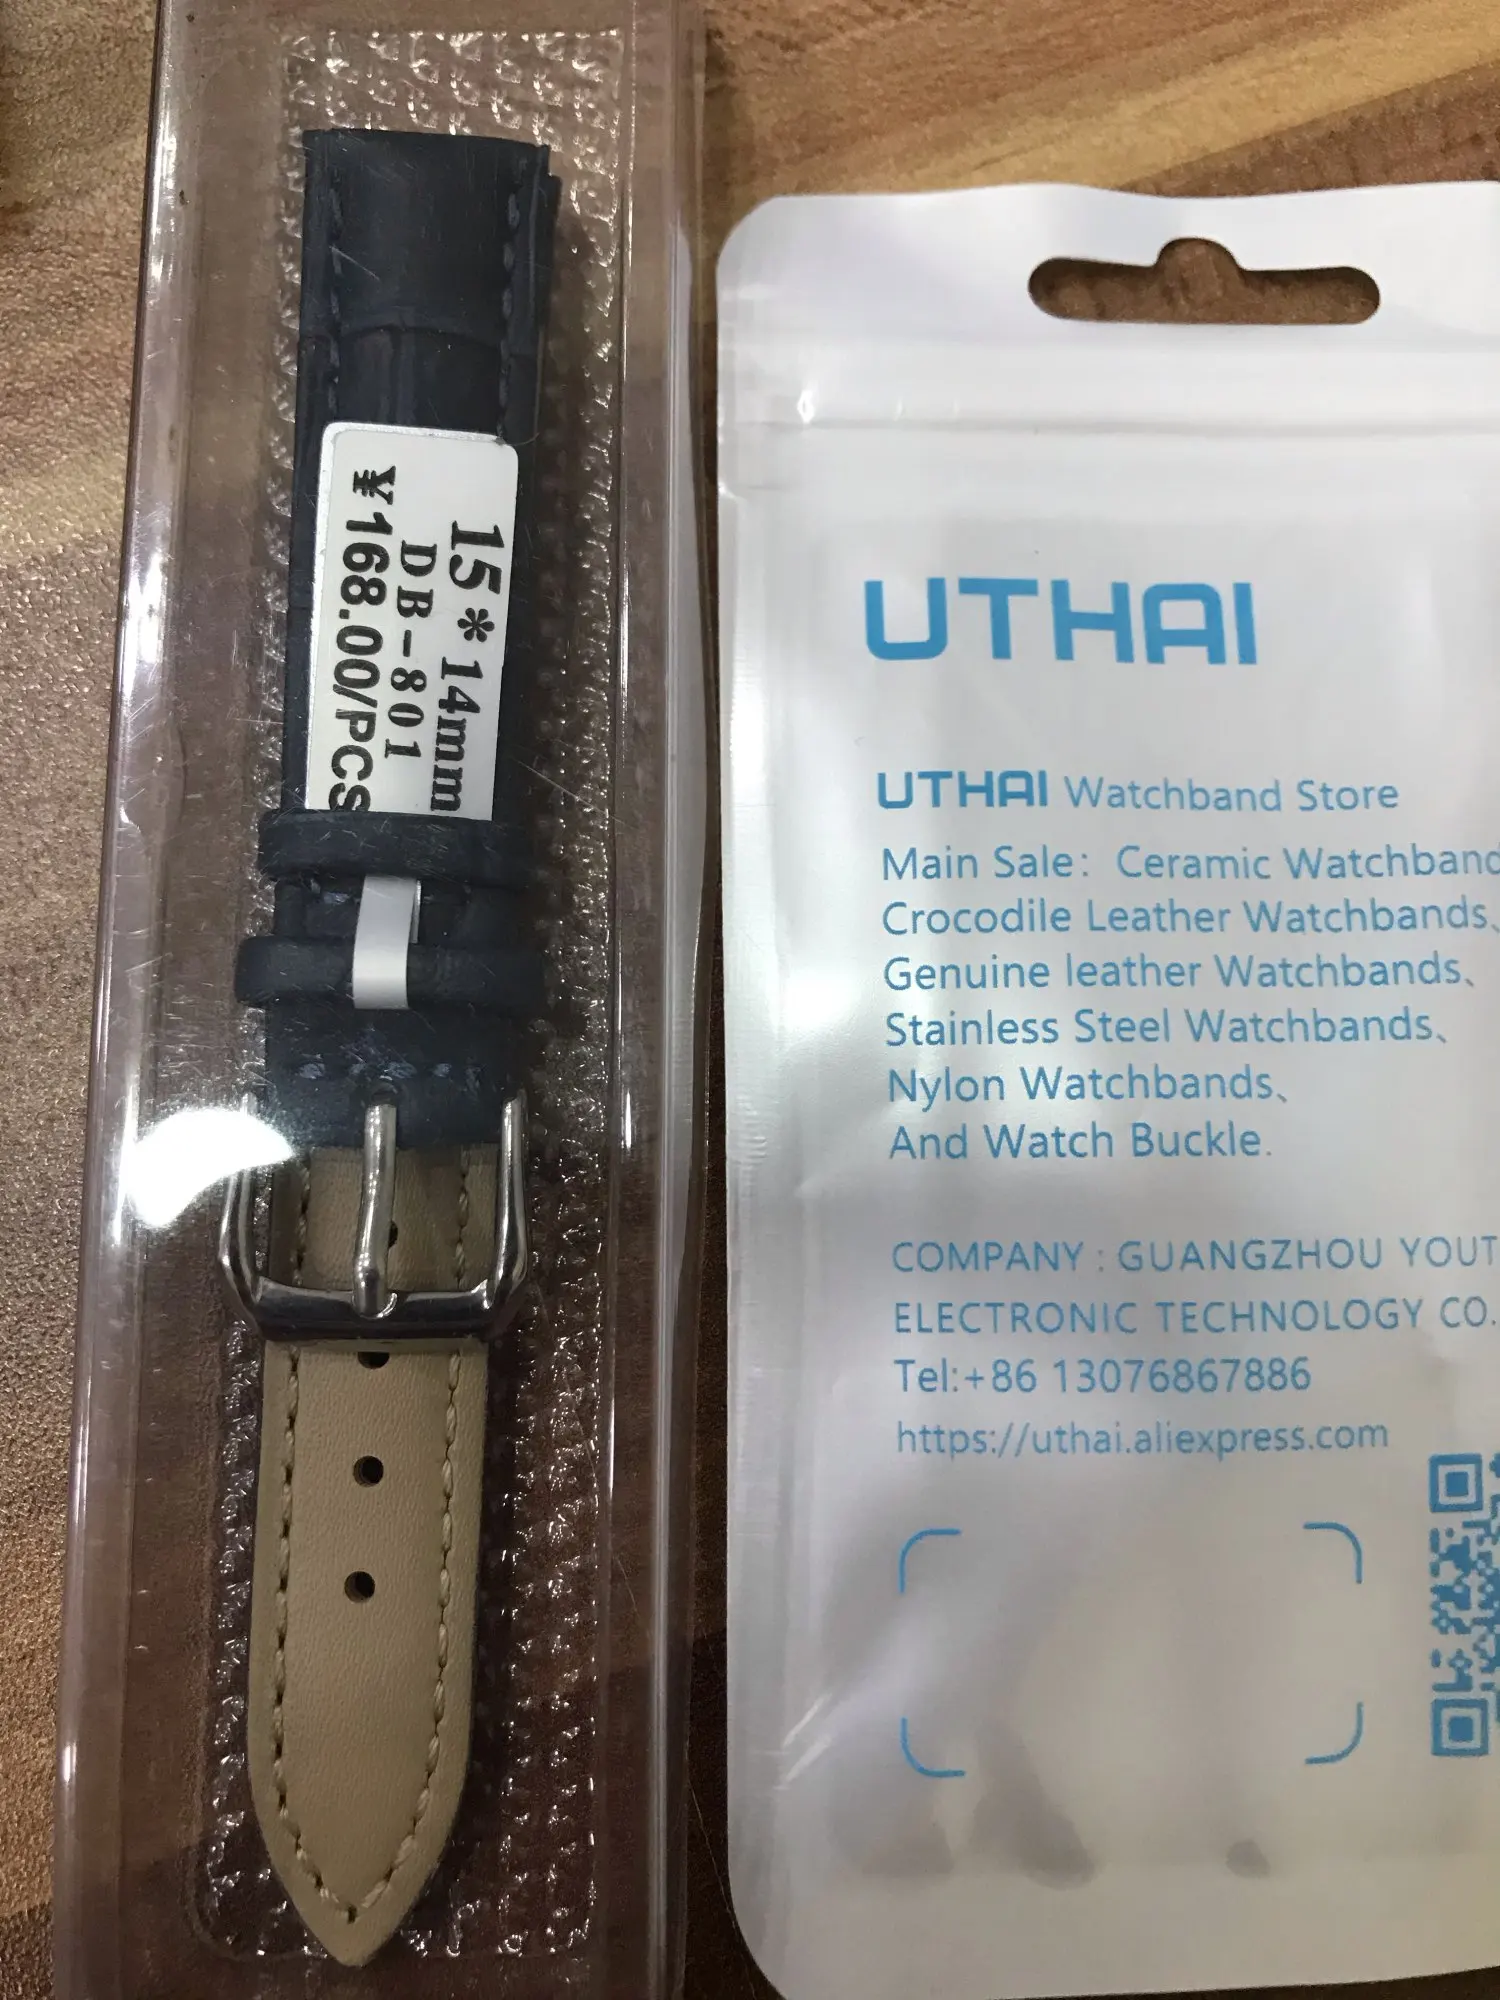 15*14mm
DB-801
¥168.00/PCS
UTHAI
UTHAI Watchband Store
Main Sale: Ceramic Watchband
Crocodile Leather Watchbands、
Genuine leather Watchbands、
Stainless Steel Watchbands、
Nylon Watchbands、
And Watch Buckle.
COMPANY : GUANGZHOU YOUT
ELECTRONIC TECHNOLOGY CO.
Tel:+86 13076867886
https://uthai.aliexpress.com